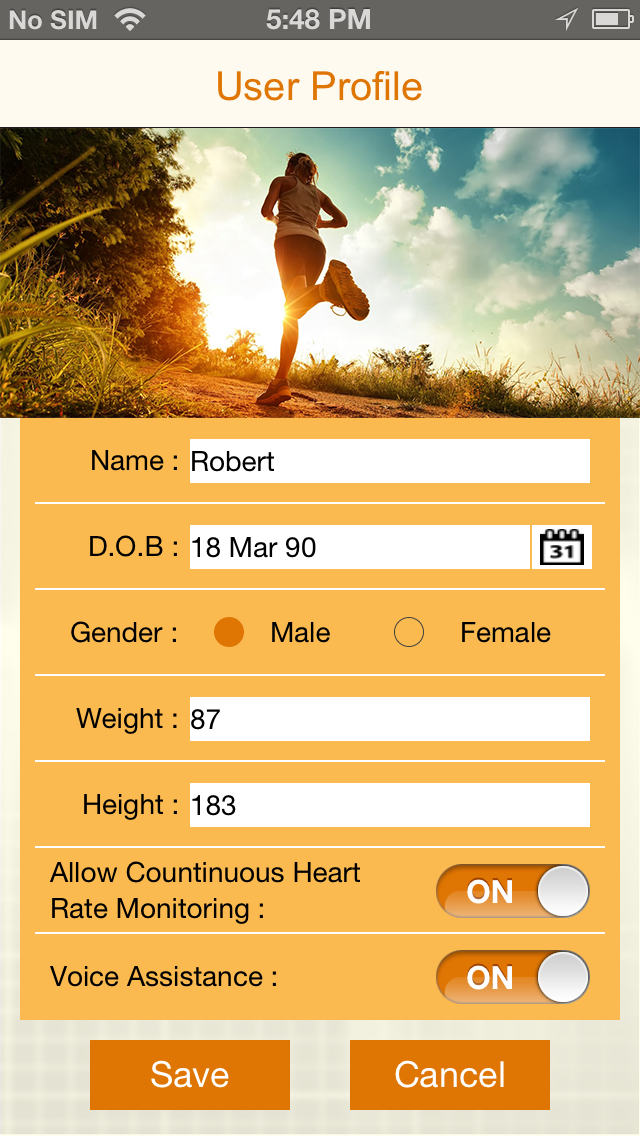 No SIM 5:48 PM
User Profile
Name : Robert
D.O.B : 18 Mar 90 31
Gender : Male Female
Weight : 87
Height : 183
Allow Countinuous Heart
Rate Monitoring : ON
Voice Assistance : ON
Save Cancel